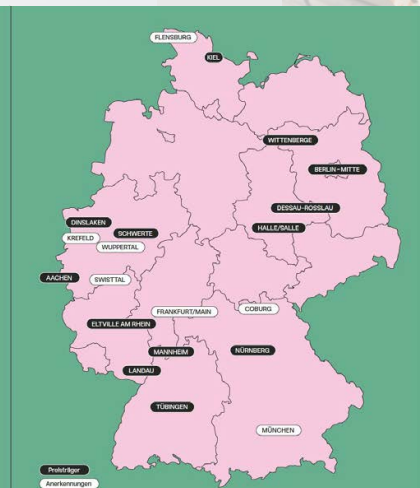 FLENSBURG
KIEL
WITTENBERGE
BERLIN-MITTE
DESSAU-ROSSLAU
DINSLAKEN
HALLE/SALLE
SCHWERTE
KREFELD
WUPPERTAL
AACHEN
SWISTTAL
FRANKFURT/MAIN
COBURG
ELTVILLE AM RHEIN
MANNHEIM
NÜRNBERG
LANDAU
TÜBINGEN
MÜNCHEN
Preisträger
Anerkennungen